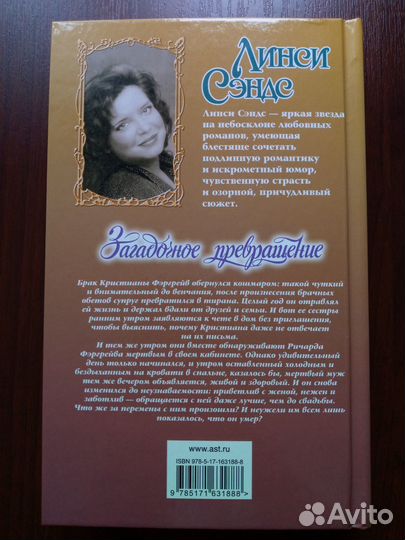 ЛИНСИ
СЭНДС
Линси Сэндс — яркая звезда
на небосклоне любовных
романов, умеющая
блестяще сочетать
подлинную романтику
и искрометный юмор,
чувственную страсть
и озорной, причудливый
сюжет.
Загадочное превращение
Брак Кристианы Фэргрейв обернулся кошмаром: такой чуткий
и внимательный до венчания, после произнесения брачных
обетов супруг превратился в тирана. Целый год он отравлял
ей жизнь и держал вдали от друзей и семьи. И вот ее сестры
ранним утром заявляются к чете в дом без приглашения,
чтобы выяснить, почему Кристиана даже не отвечает
на их письма.
И тем же утром они вместе обнаруживают Ричарда
Фэргрейва мертвым в своем кабинете. Однако удивительный
день только начинался, и утром оставленный холодным и
бездыханным на кровати в спальне, казалось бы, мертвый муж
тем же вечером объявляется, живой и здоровый. И он снова
изменился до неузнаваемости: приветлив с женой, нежен и
заботлив — обращается с ней даже лучше, чем до свадьбы.
Что же за перемены с ним произошли? И неужели им всем лишь
показалось, что он умер?
www.ast.ru
ISBN 978-5-17-163188-8
9 785171 631888 >
Avito